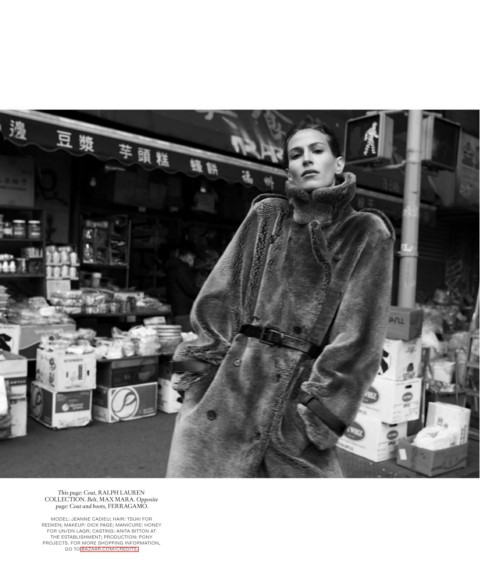 邊 豆漿 芋頭糕
This page: Coat, RALPH LAUREN
COLLECTION. Belt, MAX MARA. Opposite
page: Coat and boots, FERRAGAMO.
MODEL: JEANNE CADIEU; HAIR: TSUKI FOR
REDKEN; MAKEUP: DICK PAGE; MANICURE: HONEY
FOR UN/DN LAQR; CASTING: ANITA BITTON AT
THE ESTABLISHMENT; PRODUCTION: PONY
PROJECTS. FOR MORE SHOPPING INFORMATION,
GO TO BAZAAR.COM/CREDITS.